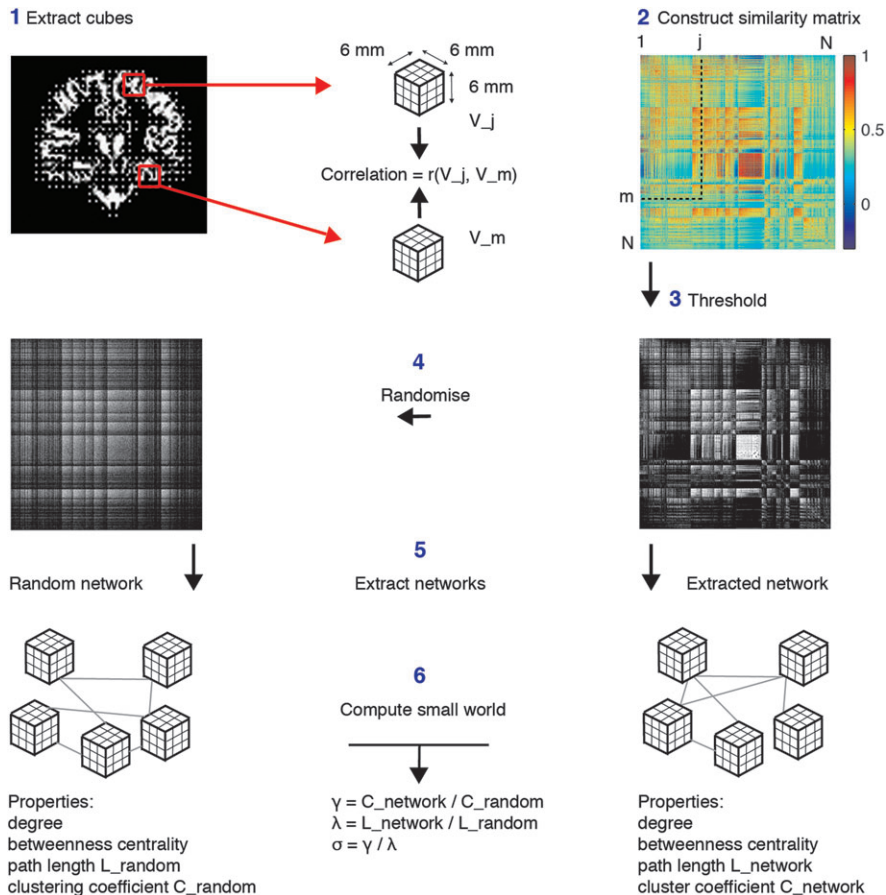 1 Extract cubes
6 mm 6 mm
6 mm
V_j
Correlation = r(V_j, V_m)
V_m
2 Construct similarity matrix
1 j N
m
N
1
0.5
0
3 Threshold
4
Randomise
5
Extract networks
Random network
Extracted network
6
Compute small world
γ = C_network / C_random
λ = L_network / L_random
σ = γ / λ
Properties:
degree
betweenness centrality
path length L_random
clustering coefficient C_random
Properties:
degree
betweenness centrality
path length L_network
cluster coefficient C_network